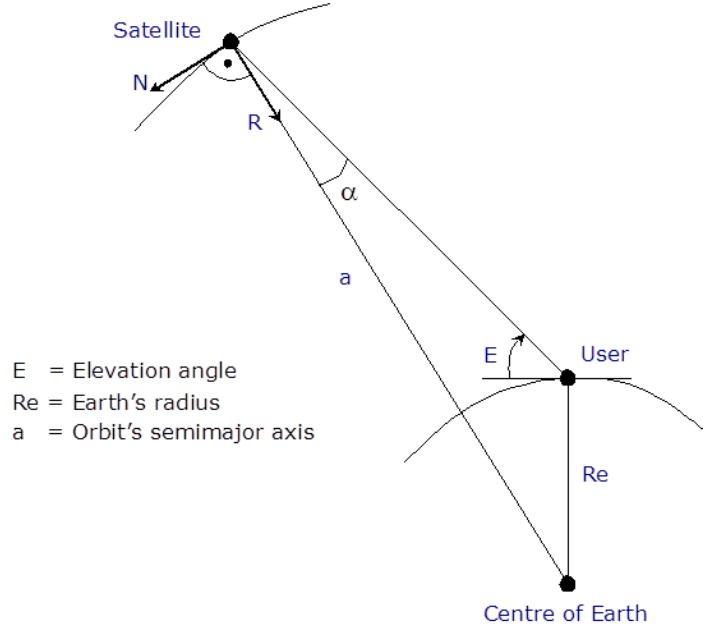 Satellite
N
R
α
a
E
User
E = Elevation angle
Re = Earth's radius
a = Orbit's semimajor axis
Re
Centre of Earth